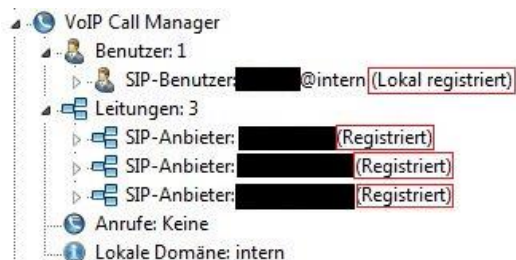 VoIP Call Manager
Benutzer: 1
SIP-Benutzer: @intern (Lokal registriert)
Leitungen: 3
SIP-Anbieter: (Registriert)
SIP-Anbieter: (Registriert)
SIP-Anbieter: (Registriert)
Anrufe: Keine
Lokale Domäne: intern